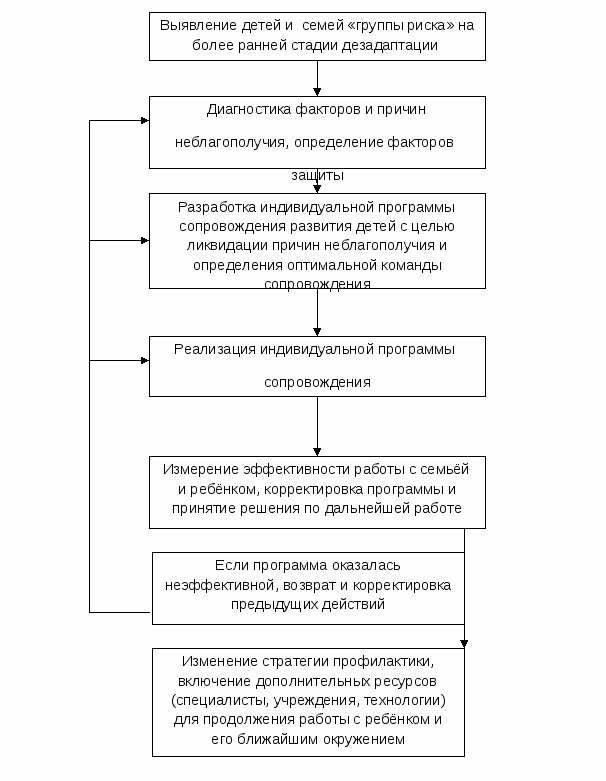 Выявление детей и семей «группы риска» на
более ранней стадии дезадаптации
Диагностика факторов и причин
неблагополучия, определение факторов
защиты
Разработка индивидуальной программы
сопровождения развития детей с целью
ликвидации причин неблагополучия и
определения оптимальной команды
сопровождения
Реализация индивидуальной программы
сопровождения
Измерение эффективности работы с семьёй
и ребёнком, корректировка программы и
принятие решения по дальнейшей работе
Если программа оказалась
неэффективной, возврат и корректировка
предыдущих действий
Изменение стратегии профилактики,
включение дополнительных ресурсов
(специалисты, учреждения, технологии)
для продолжения работы с ребёнком и
его ближайшим окружением